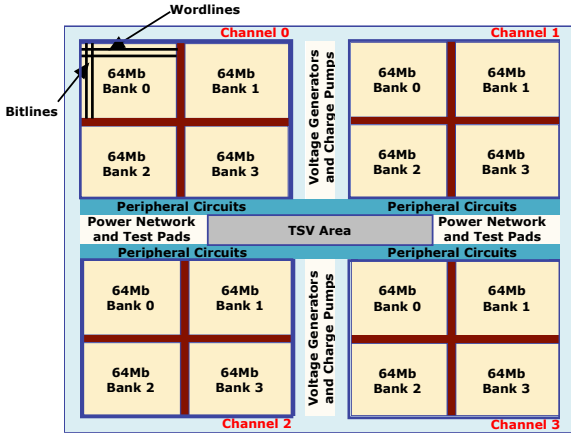 Wordlines
Channel 0
Channel 1
Bitlines
64Mb
Bank 0
64Mb
Bank 1
64Mb
Bank 2
64Mb
Bank 3
Voltage Generators
and Charge Pumps
64Mb
Bank 0
64Mb
Bank 1
64Mb
Bank 2
64Mb
Bank 3
Peripheral Circuits
Peripheral Circuits
Power Network
and Test Pads
TSV Area
Power Network
and Test Pads
Peripheral Circuits
Peripheral Circuits
64Mb
Bank 0
64Mb
Bank 1
64Mb
Bank 2
64Mb
Bank 3
Voltage Generators
and Charge Pumps
64Mb
Bank 0
64Mb
Bank 1
64Mb
Bank 2
64Mb
Bank 3
Channel 2
Channel 3